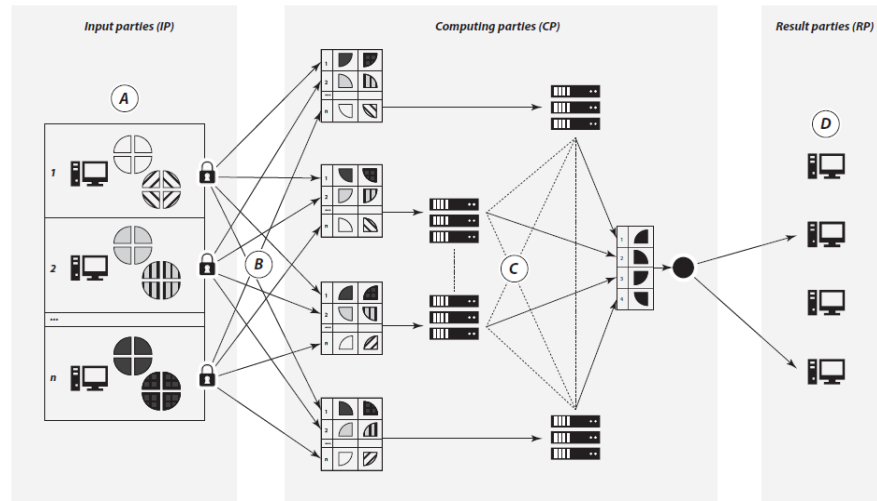 Input parties (IP)
Computing parties (CP)
Result parties (RP)
A
1
2
...
n
B
1
2
...
n
1
2
...
n
1
2
...
n
1
2
...
n
C
1
2
3
4
D